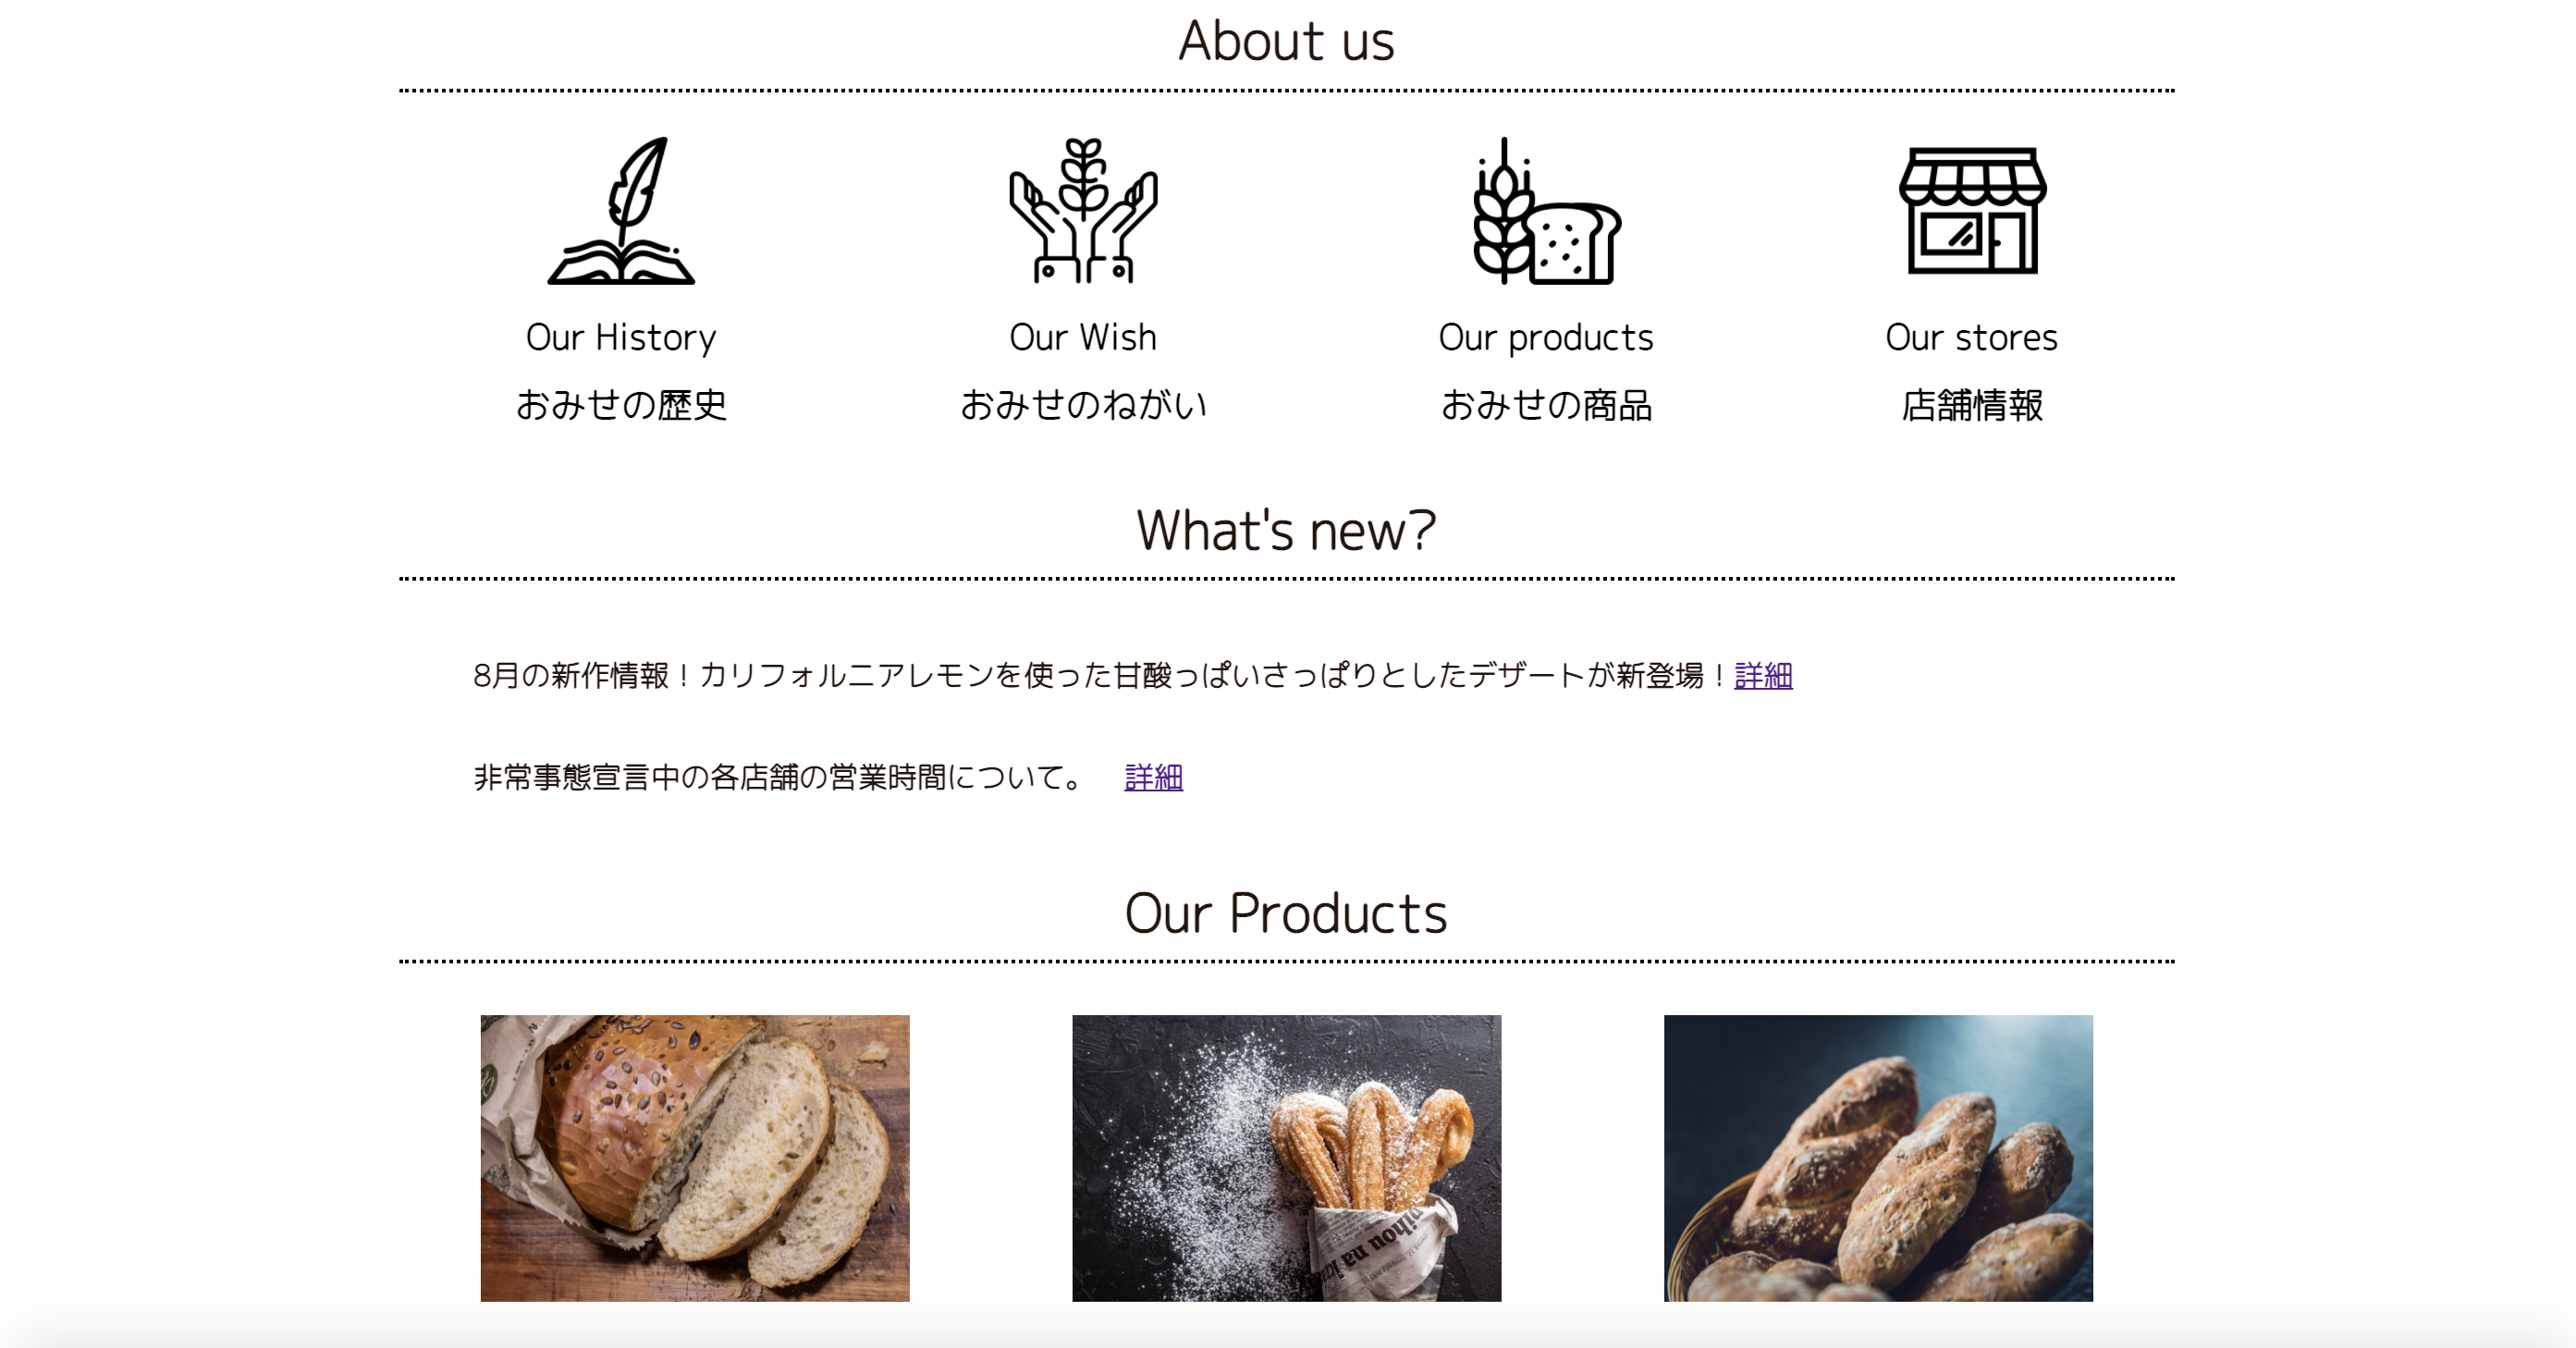 About us
Our History
おみせの歴史
Our Wish
おみせのねがい
Our products
おみせの商品
Our stores
店舗情報
What's new?
8月の新作情報！カリフォルニアレモンを使った甘酸っぱいさっぱりとしたデザートが新登場！詳細
非常事態宣言中の各店舗の営業時間について。　詳細
Our Products
pihou na